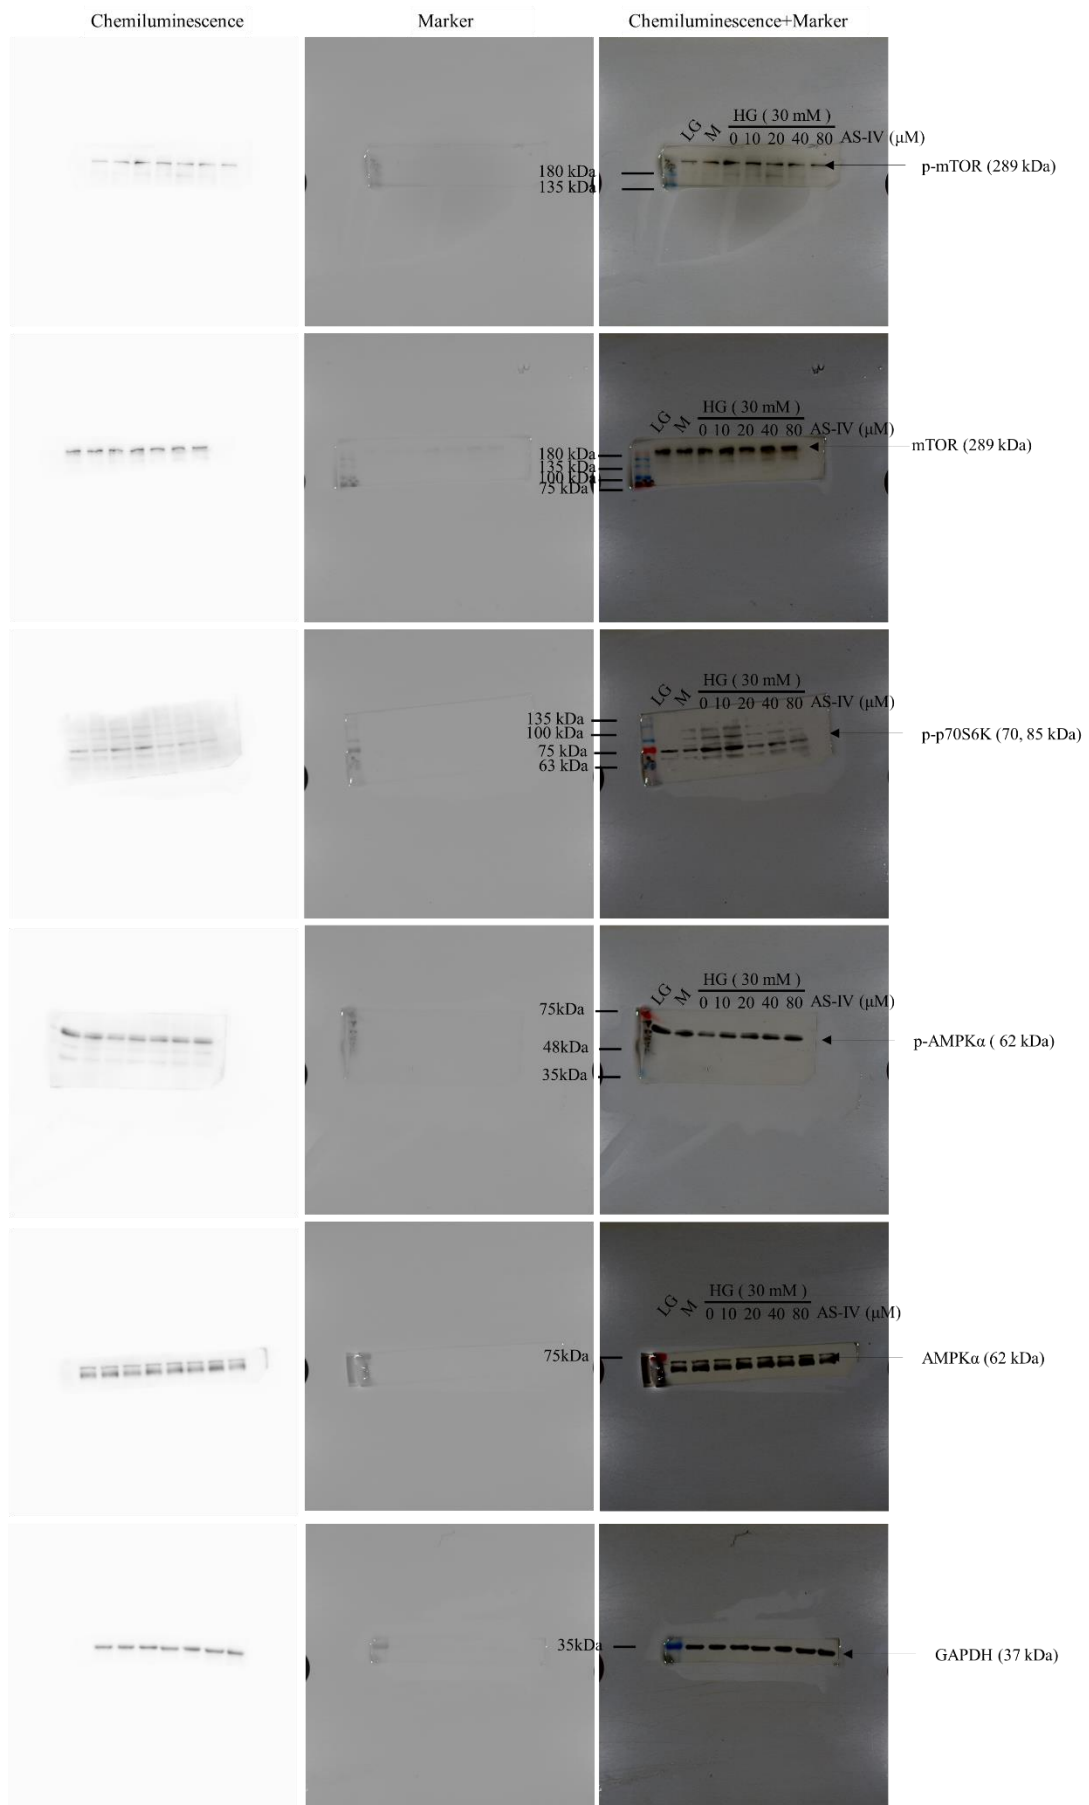 Chemiluminescence Marker Chemiluminescence+Marker
HG ( 30 mM )
LG M 0 10 20 40 80 AS-IV (μM)
180 kDa
135 kDa
p-mTOR (289 kDa)
HG ( 30 mM )
LG M 0 10 20 40 80 AS-IV (μM)
180 kDa
135 kDa
100 kDa
75 kDa
mTOR (289 kDa)
HG ( 30 mM )
LG M 0 10 20 40 80 AS-IV (μM)
135 kDa
100 kDa
75 kDa
63 kDa
p-p70S6K (70, 85 kDa)
HG ( 30 mM )
LG M 0 10 20 40 80 AS-IV (μM)
75kDa
48kDa
35kDa
p-AMPKα ( 62 kDa)
HG ( 30 mM )
LG M 0 10 20 40 80 AS-IV (μM)
75kDa
AMPKα (62 kDa)
35kDa
GAPDH (37 kDa)